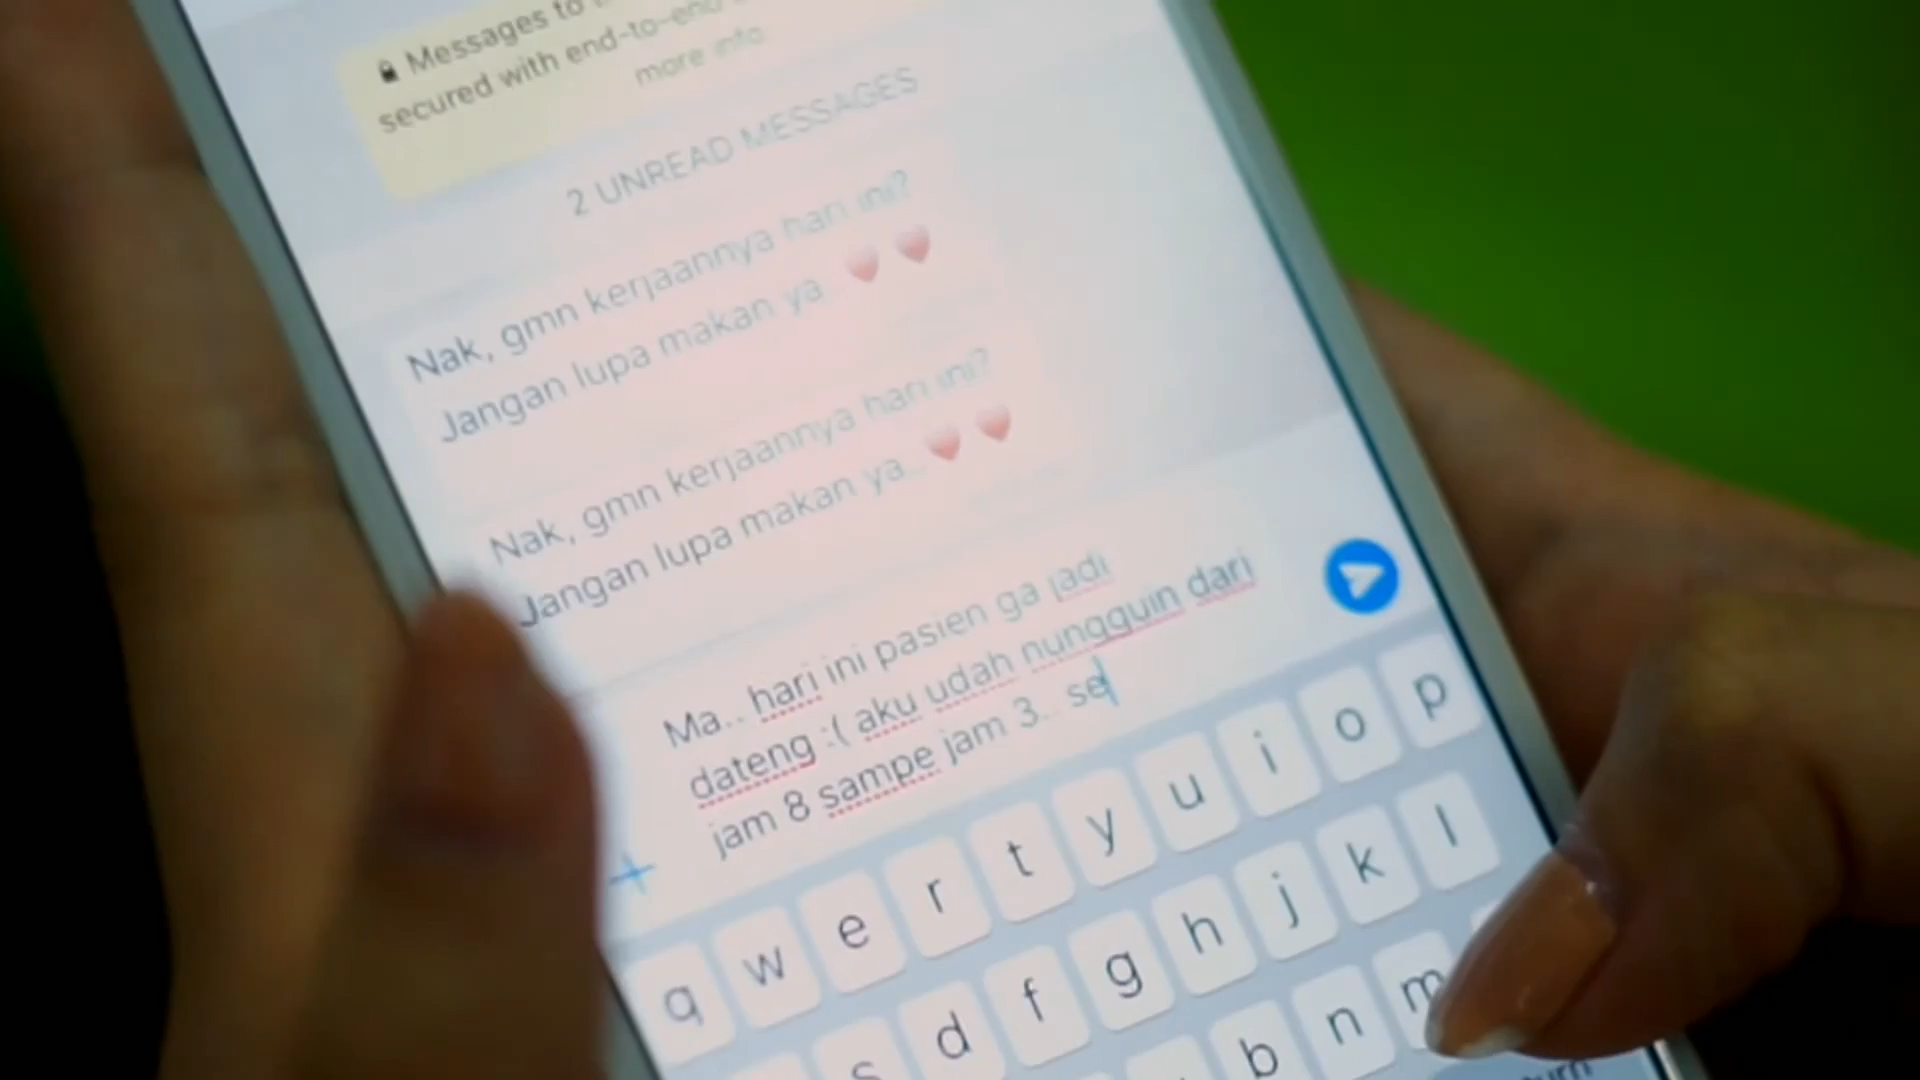 Messages to
secured with end-to-end
more info
2 UNREAD MESSAGES
Nak, gmn kerjaannya hari ini?
Jangan lupa makan ya..
Nak, gmn kerjaannya hari ini?
Jangan lupa makan ya...
Ma.. hari ini pasien ga jadi
dateng :( aku udah nungguin dari
jam 8 sampe jam 3.. se
q w e r t y u i o p
s d f g h j k l
b n m